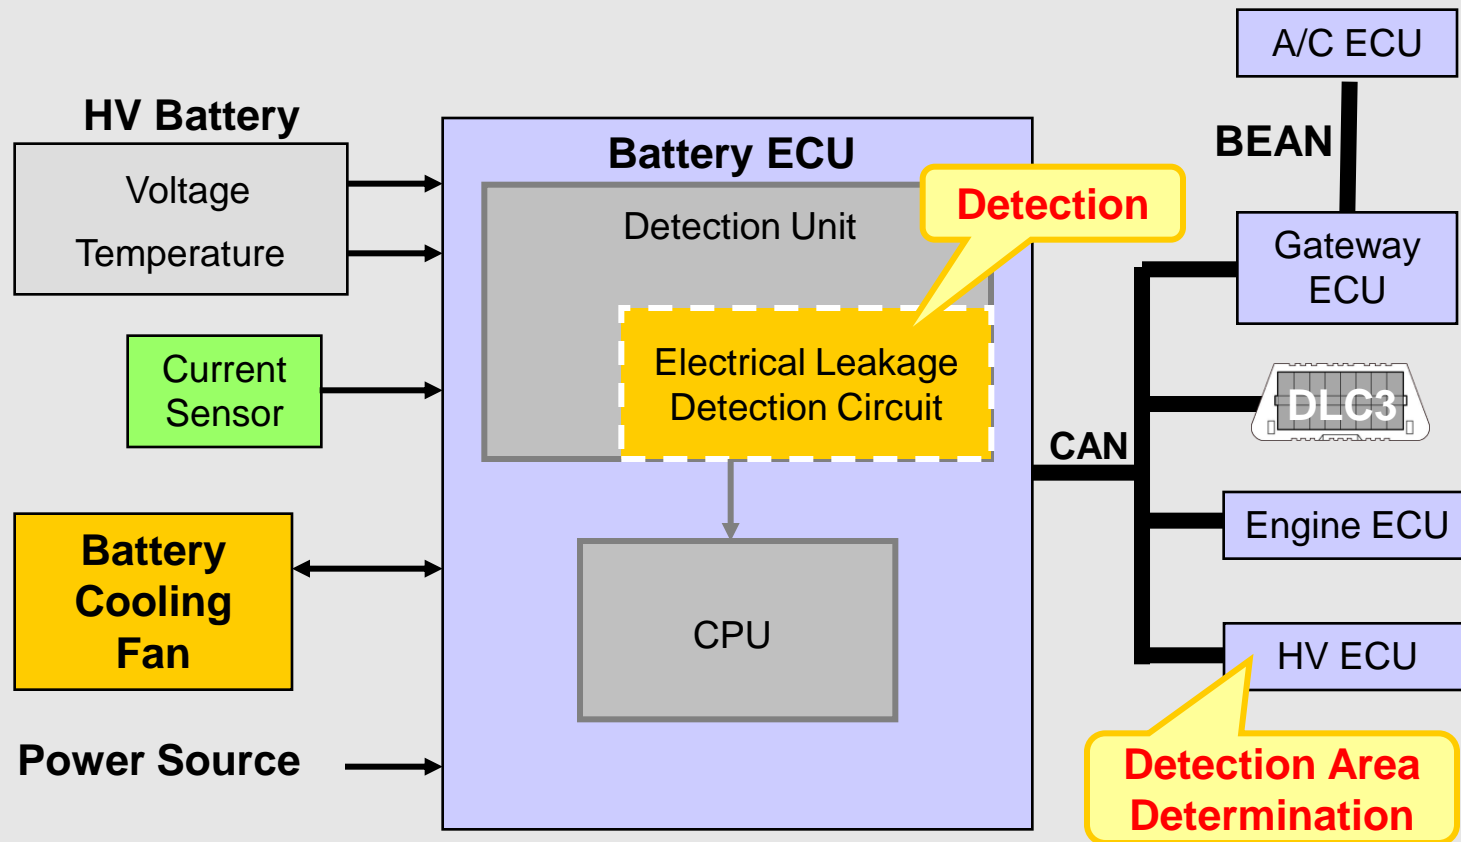 HV Battery
Voltage
Temperature
Current
Sensor
Battery
Cooling
Fan
Power Source
Battery ECU
Detection Unit
Detection
Electrical Leakage
Detection Circuit
CPU
CAN
A/C ECU
BEAN
Gateway
ECU
DLC3
Engine ECU
HV ECU
Detection Area
Determination